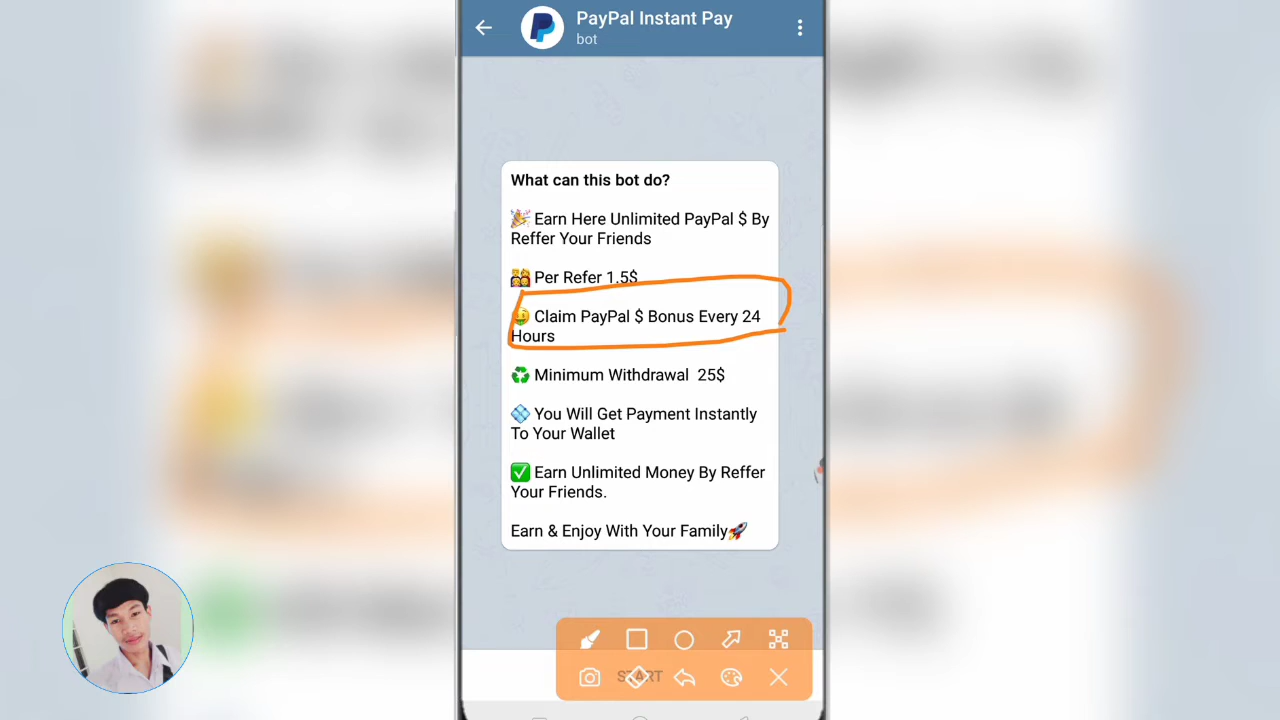 PayPal Instant Pay
bot
What can this bot do?
🎉 Earn Here Unlimited PayPal $ By
Reffer Your Friends
👭 Per Refer 1.5$
🤑 Claim PayPal $ Bonus Every 24
Hours
♻️ Minimum Withdrawal 25$
💠 You Will Get Payment Instantly
To Your Wallet
✅ Earn Unlimited Money By Reffer
Your Friends.
Earn & Enjoy With Your Family🚀
START